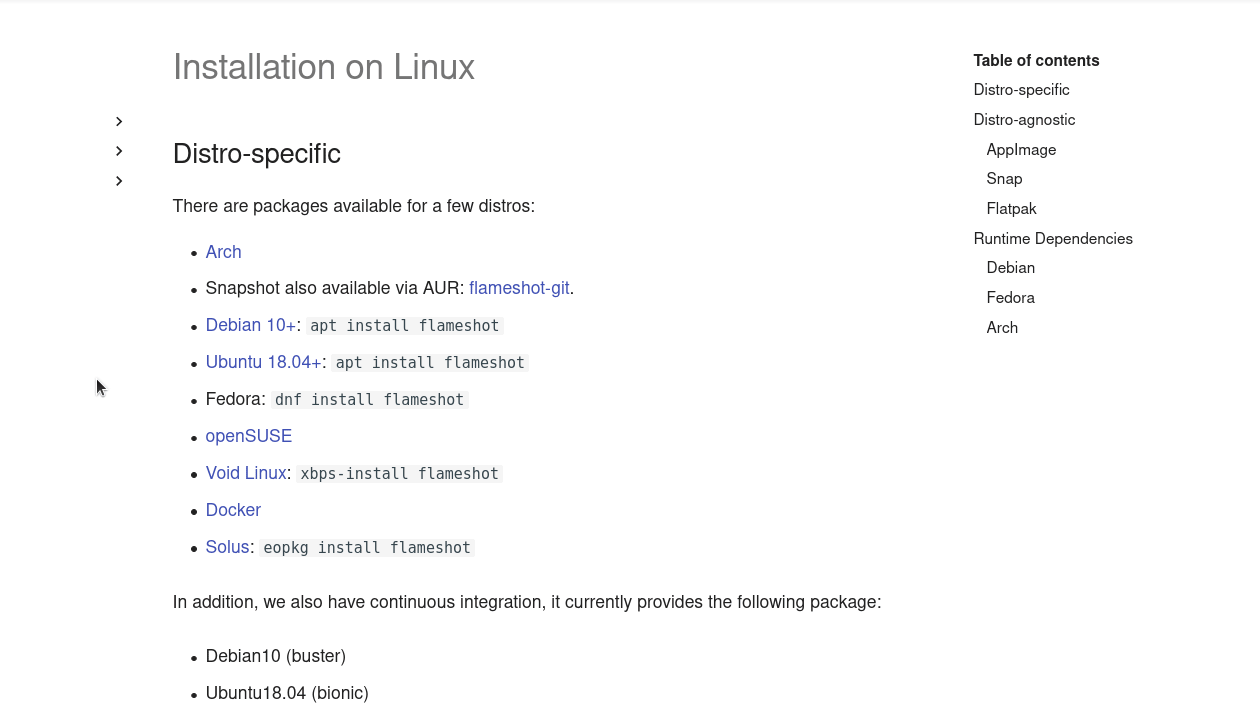 Installation on Linux
Distro-specific
There are packages available for a few distros:
Arch
Snapshot also available via AUR: flameshot-git.
Debian 10+: apt install flameshot
Ubuntu 18.04+: apt install flameshot
Fedora: dnf install flameshot
openSUSE
Void Linux: xbps-install flameshot
Docker
Solus: eopkg install flameshot
In addition, we also have continuous integration, it currently provides the following package:
Debian10 (buster)
Ubuntu18.04 (bionic)
Table of contents
Distro-specific
Distro-agnostic
AppImage
Snap
Flatpak
Runtime Dependencies
Debian
Fedora
Arch